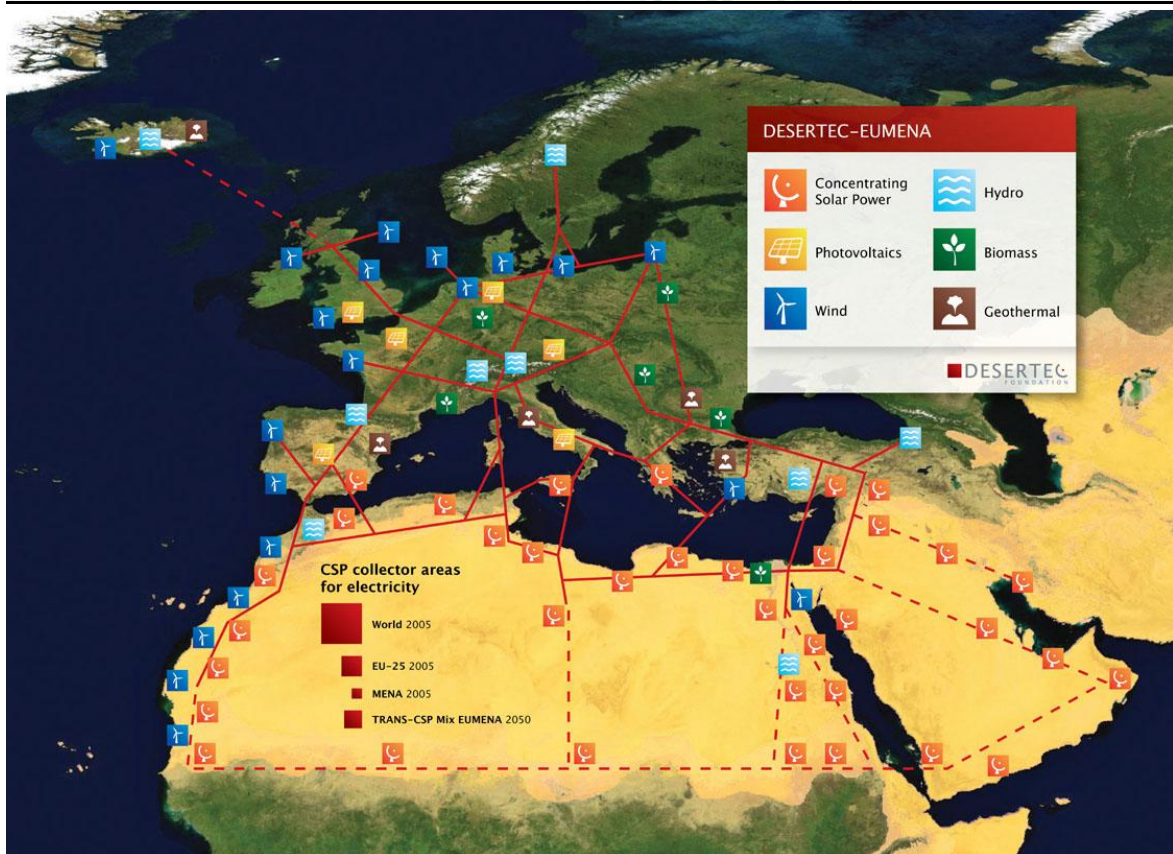 DESERTEC-EUMENA
Concentrating
Solar Power
Hydro
Photovoltaics
Biomass
Wind
Geothermal
DESERTEC
FOUNDATION
CSP collector areas
for electricity
World 2005
EU-25 2005
MENA 2005
TRANS-CSP Mix EUMENA 2050